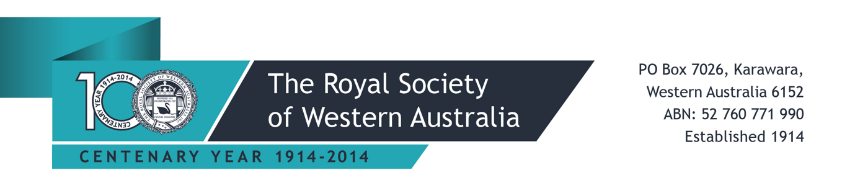 100
CENTENARY YEAR 1914-2014
The Royal Society
of Western Australia
CENTENARY YEAR 1914-2014
PO Box 7026, Karawara,
Western Australia 6152
ABN: 52 760 771 990
Established 1914